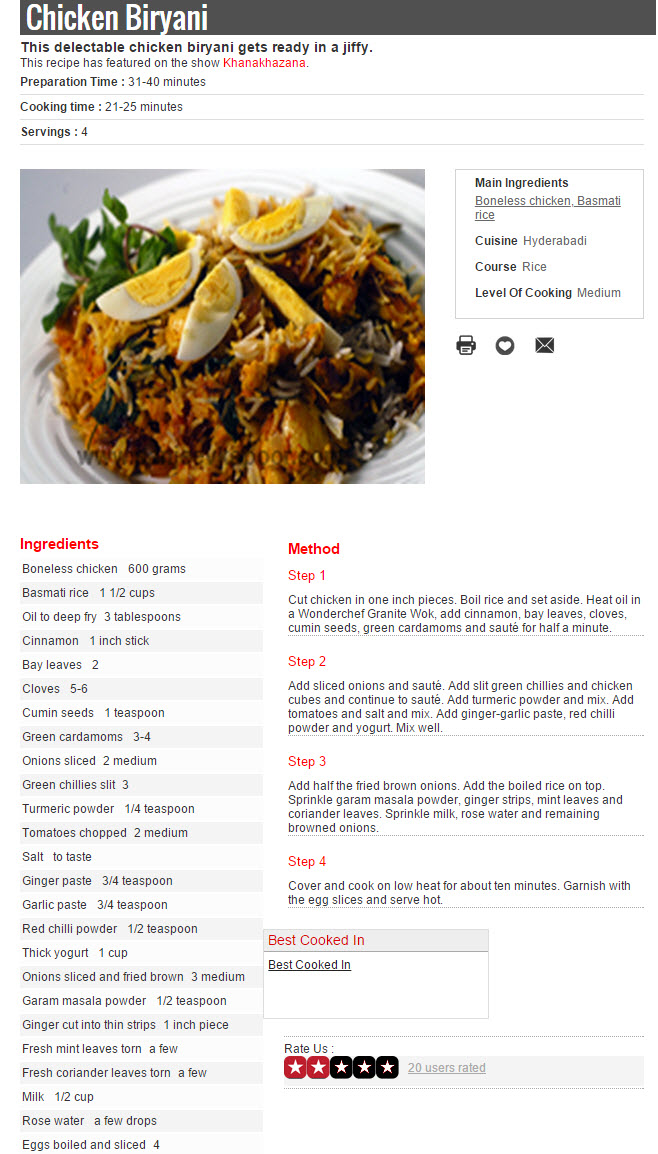 Chicken Biryani
This delectable chicken biryani gets ready in a jiffy.
This recipe has featured on the show Khanakhazana.
Preparation Time : 31-40 minutes
Cooking time : 21-25 minutes
Servings : 4
Main Ingredients
Boneless chicken, Basmati
rice
Cuisine Hyderabadi
Course Rice
Level Of Cooking Medium
Ingredients
Boneless chicken 600 grams
Basmati rice 1 1/2 cups
Oil to deep fry 3 tablespoons
Cinnamon 1 inch stick
Bay leaves 2
Cloves 5-6
Cumin seeds 1 teaspoon
Green cardamoms 3-4
Onions sliced 2 medium
Green chillies slit 3
Turmeric powder 1/4 teaspoon
Tomatoes chopped 2 medium
Salt to taste
Ginger paste 3/4 teaspoon
Garlic paste 3/4 teaspoon
Red chilli powder 1/2 teaspoon
Thick yogurt 1 cup
Onions sliced and fried brown 3 medium
Garam masala powder 1/2 teaspoon
Ginger cut into thin strips 1 inch piece
Fresh mint leaves torn a few
Fresh coriander leaves torn a few
Milk 1/2 cup
Rose water a few drops
Eggs boiled and sliced 4
Method
Step 1
Cut chicken in one inch pieces. Boil rice and set aside. Heat oil in
a Wonderchef Granite Wok, add cinnamon, bay leaves, cloves,
cumin seeds, green cardamoms and sauté for half a minute.
Step 2
Add sliced onions and sauté. Add slit green chillies and chicken
cubes and continue to sauté. Add turmeric powder and mix. Add
tomatoes and salt and mix. Add ginger-garlic paste, red chilli
powder and yogurt. Mix well.
Step 3
Add half the fried brown onions. Add the boiled rice on top.
Sprinkle garam masala powder, ginger strips, mint leaves and
coriander leaves. Sprinkle milk, rose water and remaining
browned onions.
Step 4
Cover and cook on low heat for about ten minutes. Garnish with
the egg slices and serve hot.
Best Cooked In
Best Cooked In
Rate Us :
20 users rated